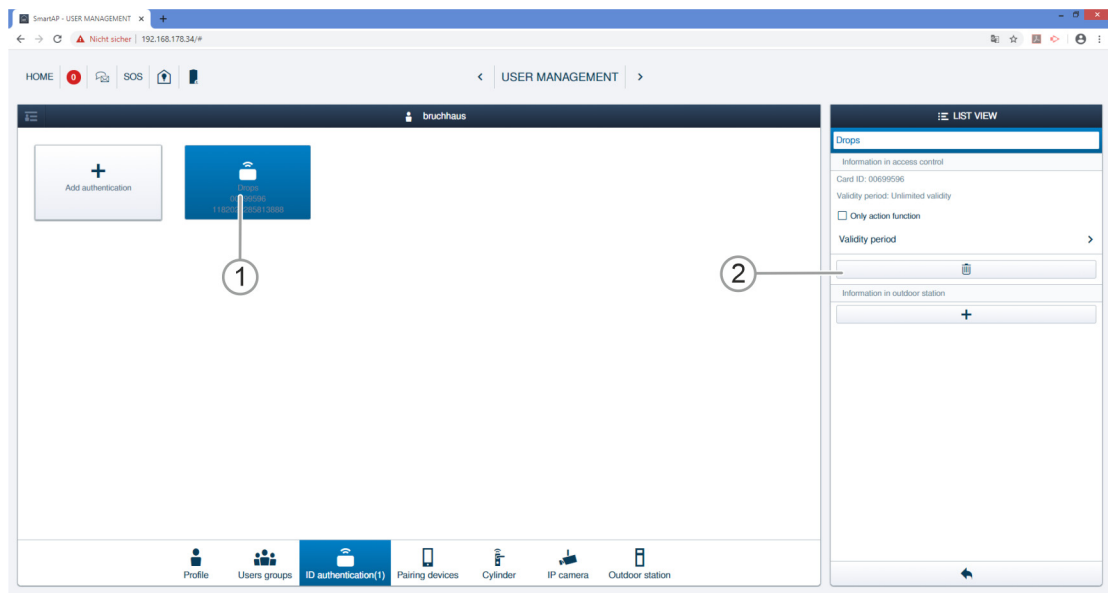 SmartAP - USER MANAGEMENT
Nicht sicher | 192.168.178.34/#
HOME 0 SOS USER MANAGEMENT
bruchhaus
LIST VIEW
Add authentication
Drops
1
Drops
Information in access control
Card ID: 00699596
Validity period: Unlimited validity
Only action function
Validity period
2
Information in outdoor station
Profile
Users groups
ID authentication(1)
Pairing devices
Cylinder
IP camera
Outdoor station